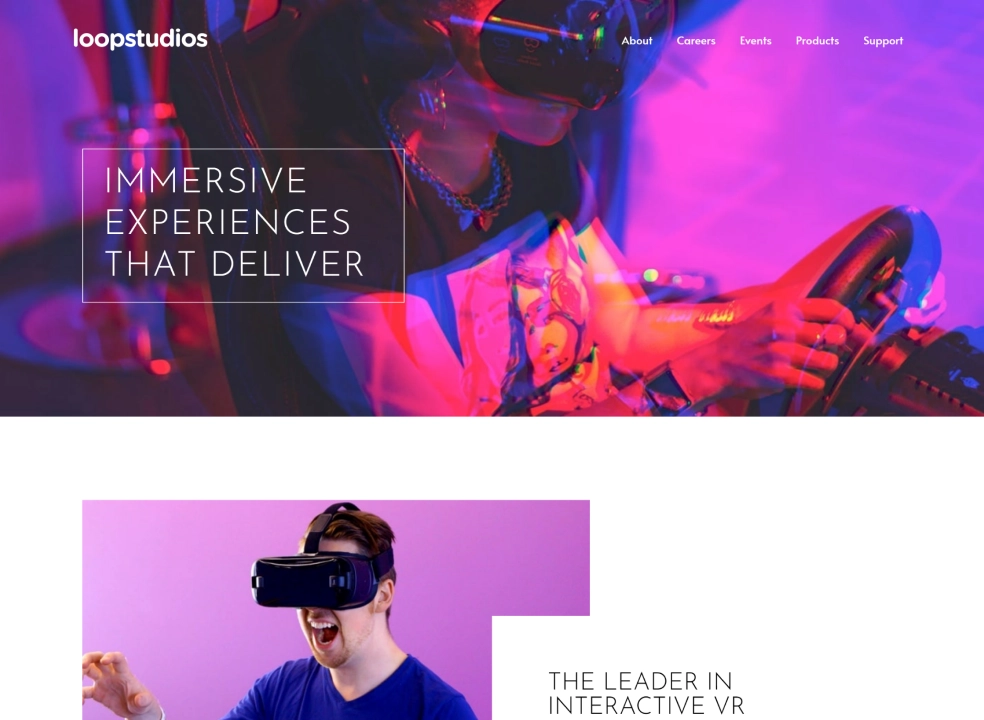 loopstudios
About Careers Events Products Support
IMMERSIVE
EXPERIENCES
THAT DELIVER
THE LEADER IN
INTERACTIVE VR